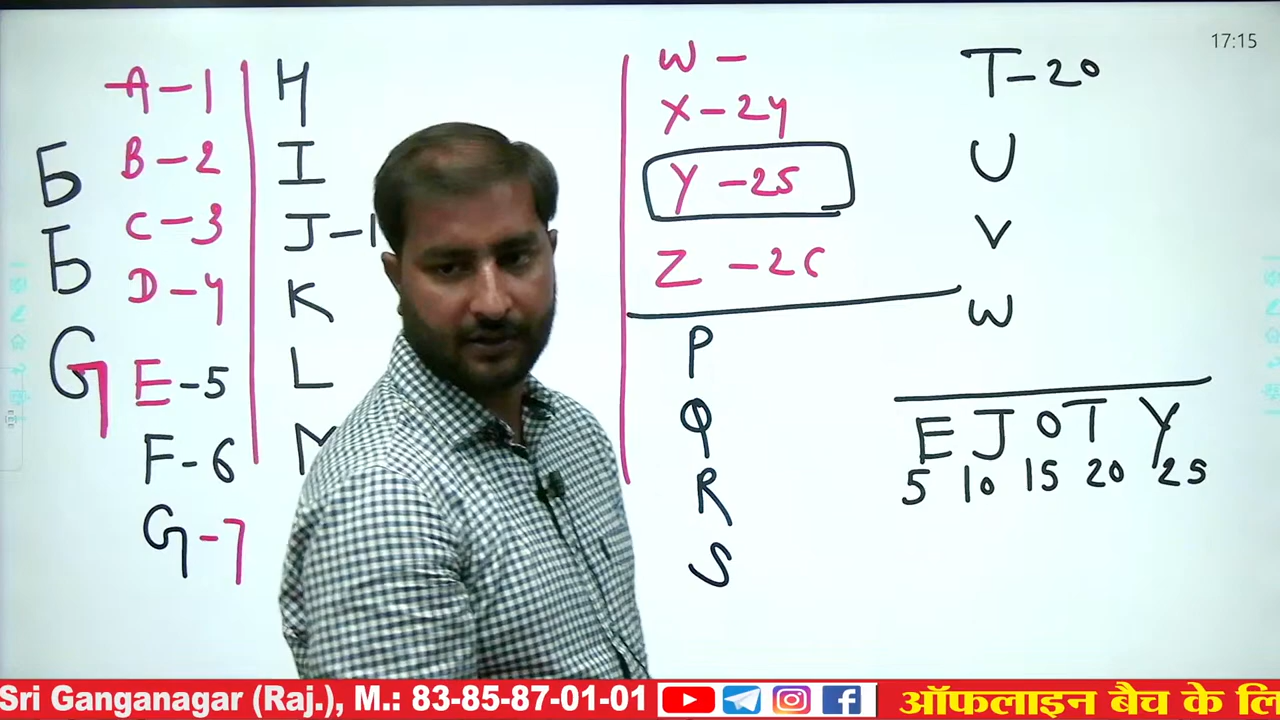 17:15
A-1
B-2
C-3
D-4
E-5
F-6
G-7
Б
Б
G
H
I
J-1
K
L
M
W-
X-24
Y-25
Z-26
P
Q
R
S
T-20
U
V
W
E J O T Y
5 10 15 20 25
Sri Ganganagar (Raj.), M.: 83-85-87-01-01
ऑफलाइन बैच के लि